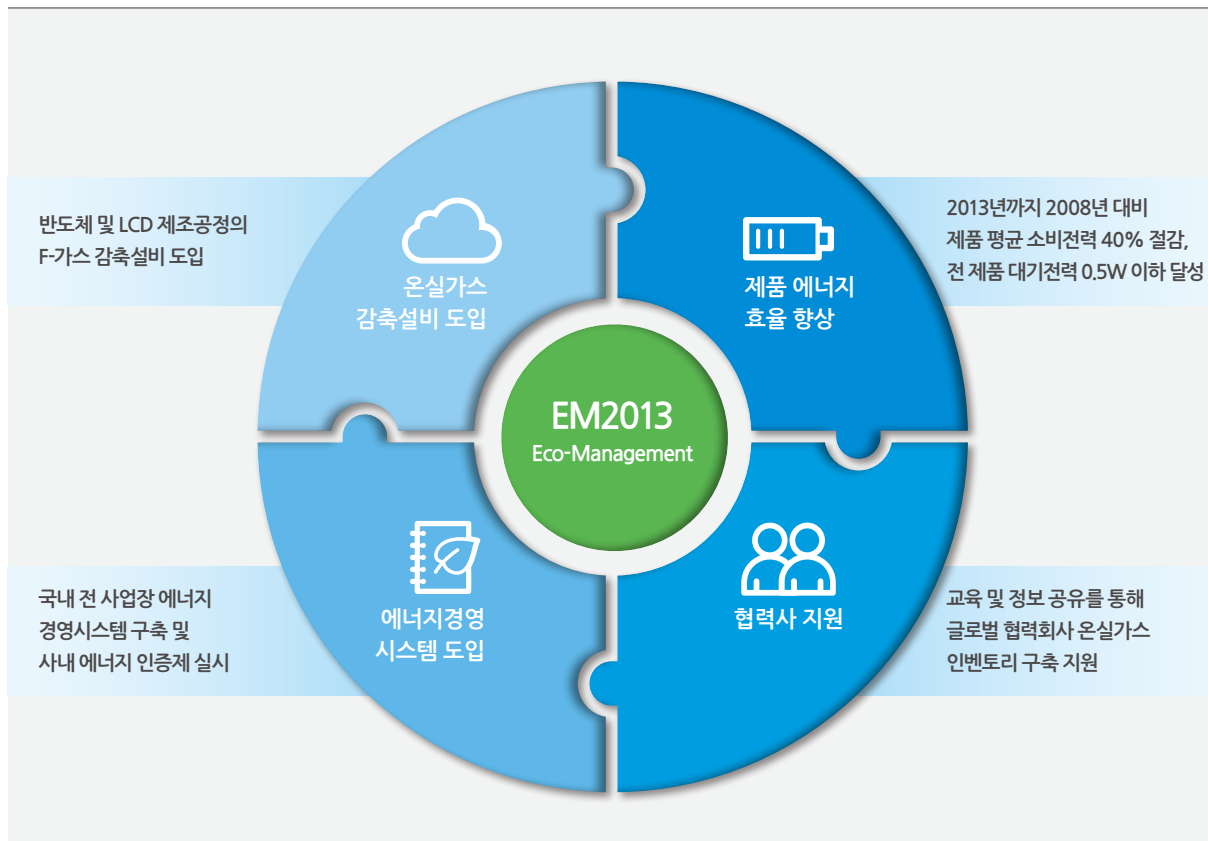 반도체 및 LCD 제조공정의
F-가스 감축설비 도입
온실가스
감축설비 도입
제품 에너지
효율 향상
2013년까지 2008년 대비
제품 평균 소비전력 40% 절감,
전 제품 대기전력 0.5W 이하 달성
EM2013
Eco-Management
국내 전 사업장 에너지
경영시스템 구축 및
사내 에너지 인증제 실시
에너지경영
시스템 도입
협력사 지원
교육 및 정보 공유를 통해
글로벌 협력회사 온실가스
인벤토리 구축 지원